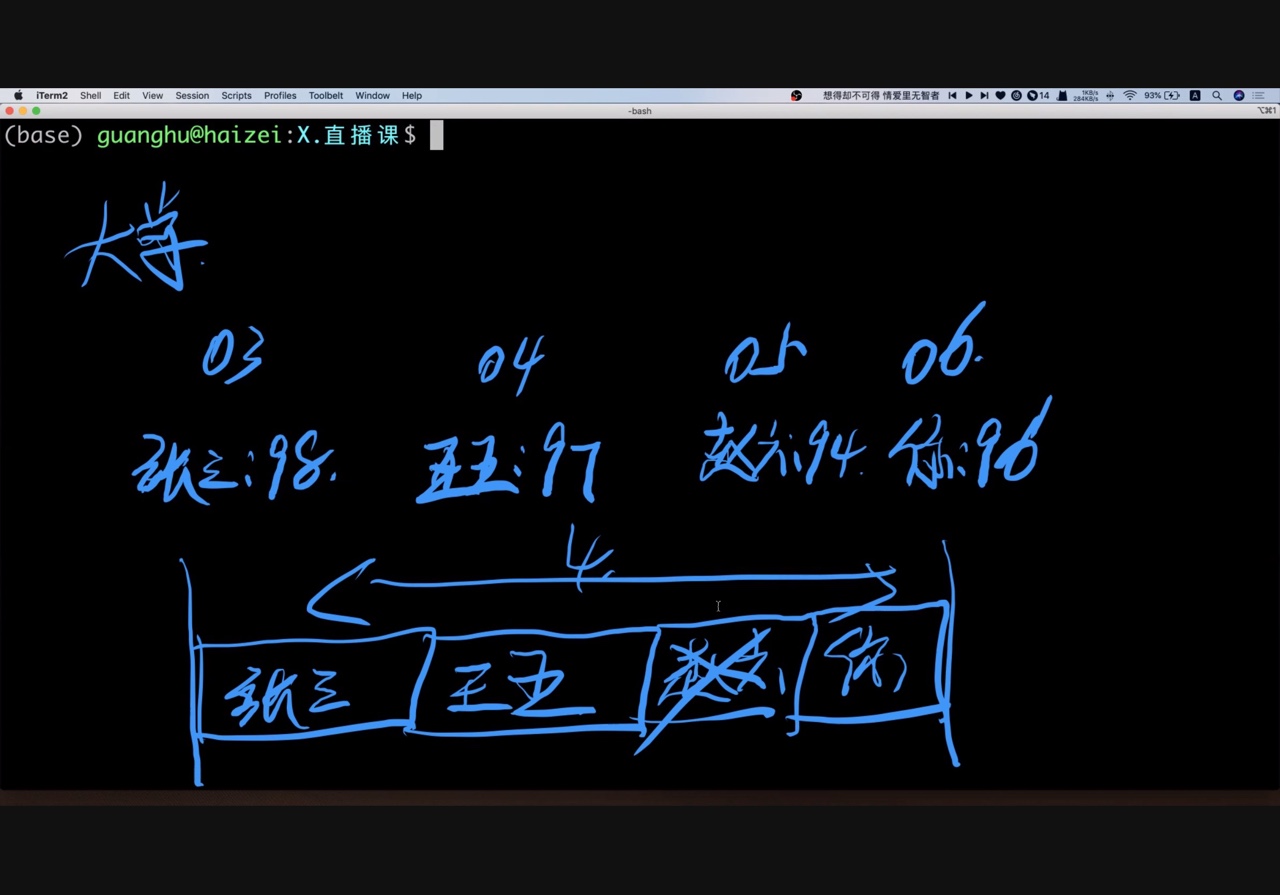 iTerm2 Shell Edit View Session Scripts Profiles Toolbelt Window Help 想得却不可得 情爱里无智者 14 1KB/s 284KB/s 93% A
-bash ⌥⌘1
(base) guanghu@haizei:X.直播课$
大学.
03 04 05 06.
张三:98. 王五:97 赵六:94. 你:96
4.
张三 王五 赵六 你